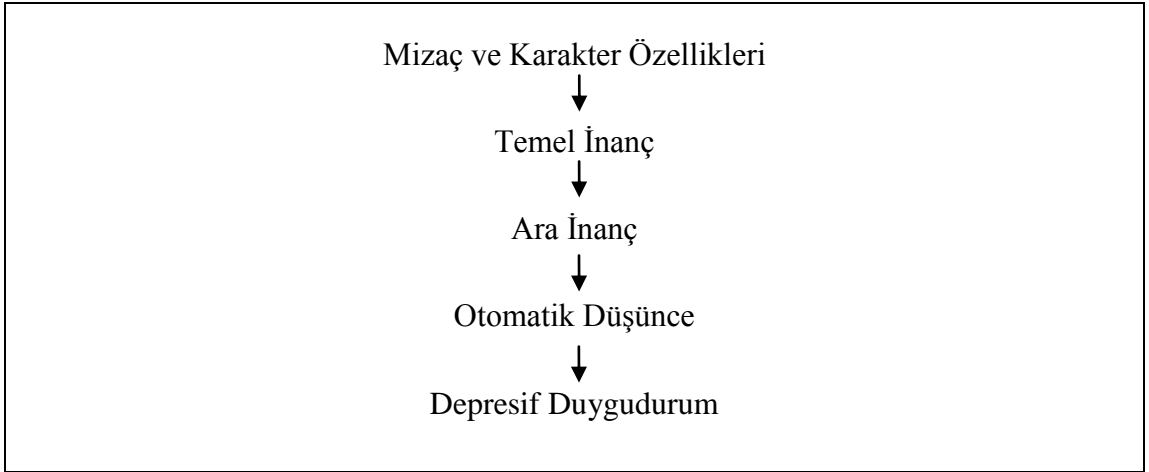 Mizaç ve Karakter Özellikleri
Temel İnanç
Ara İnanç
Otomatik Düşünce
Depresif Duygudurum